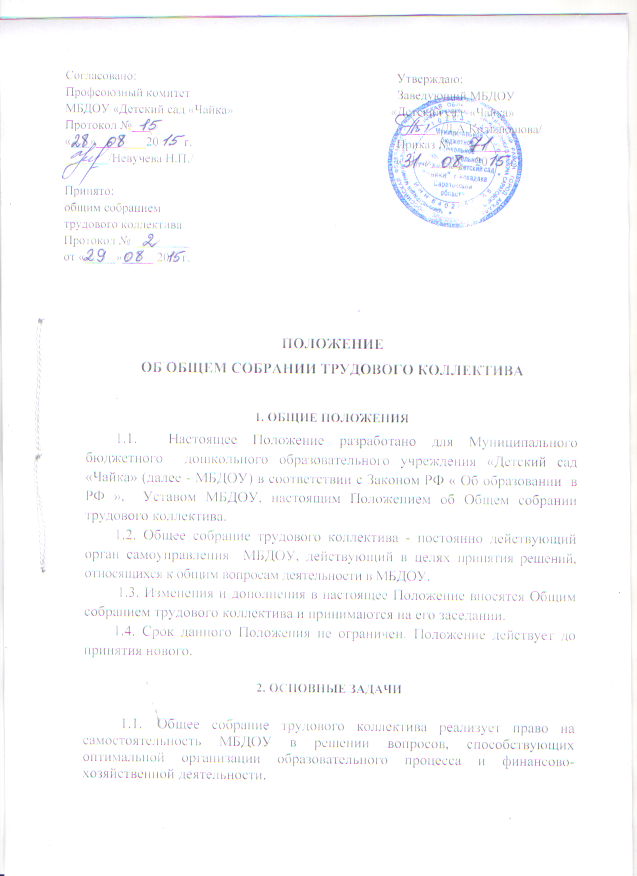 Согласовано:
Профсоюзный комитет
МБДОУ «Детский сад «Чайка»
Протокол № 15
«28» 08 2015 г.
/Невучева Н.П./
Принято:
общим собранием
трудового коллектива
Протокол № 2
от «29» «08 2015г.
Утверждаю:
Заведующий МБДОУ
«Детский сад «Чайка»
Приказ № 71
31 08 2015
ПОЛОЖЕНИЕ
ОБ ОБЩЕМ СОБРАНИИ ТРУДОВОГО КОЛЛЕКТИВА
1. ОБЩИЕ ПОЛОЖЕНИЯ
1.1. Настоящее Положение разработано для Муниципального
бюджетного дошкольного образовательного учреждения «Детский сад
«Чайка» (далее - МБДОУ) в соответствии с Законом РФ « Об образовании в
РФ », Уставом МБДОУ, настоящим Положением об Общем собрании
трудового коллектива.
1.2. Общее собрание трудового коллектива - постоянно действующий
орган самоуправления МБДОУ, действующий в целях принятия решений,
относящихся к общим вопросам деятельности в МБДОУ.
1.3. Изменения и дополнения в настоящее Положение вносятся Общим
собранием трудового коллектива и принимаются на его заседании.
1.4. Срок данного Положения не ограничен. Положение действует до
принятия нового.
2. ОСНОВНЫЕ ЗАДАЧИ
1.1. Общее собрание трудового коллектива реализует право на
самостоятельность МБДОУ в решении вопросов, способствующих
оптимальной организации образовательного процесса и финансово-
хозяйственной деятельности.